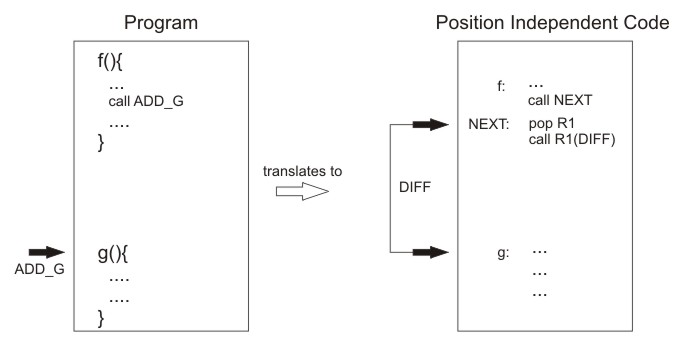 Program
f(){
...
call ADD_G
....
}
ADD_G
g(){
....
....
}
translates to
Position Independent Code
f: ...
call NEXT
NEXT: pop R1
call R1(DIFF)
DIFF
g: ...
...
...